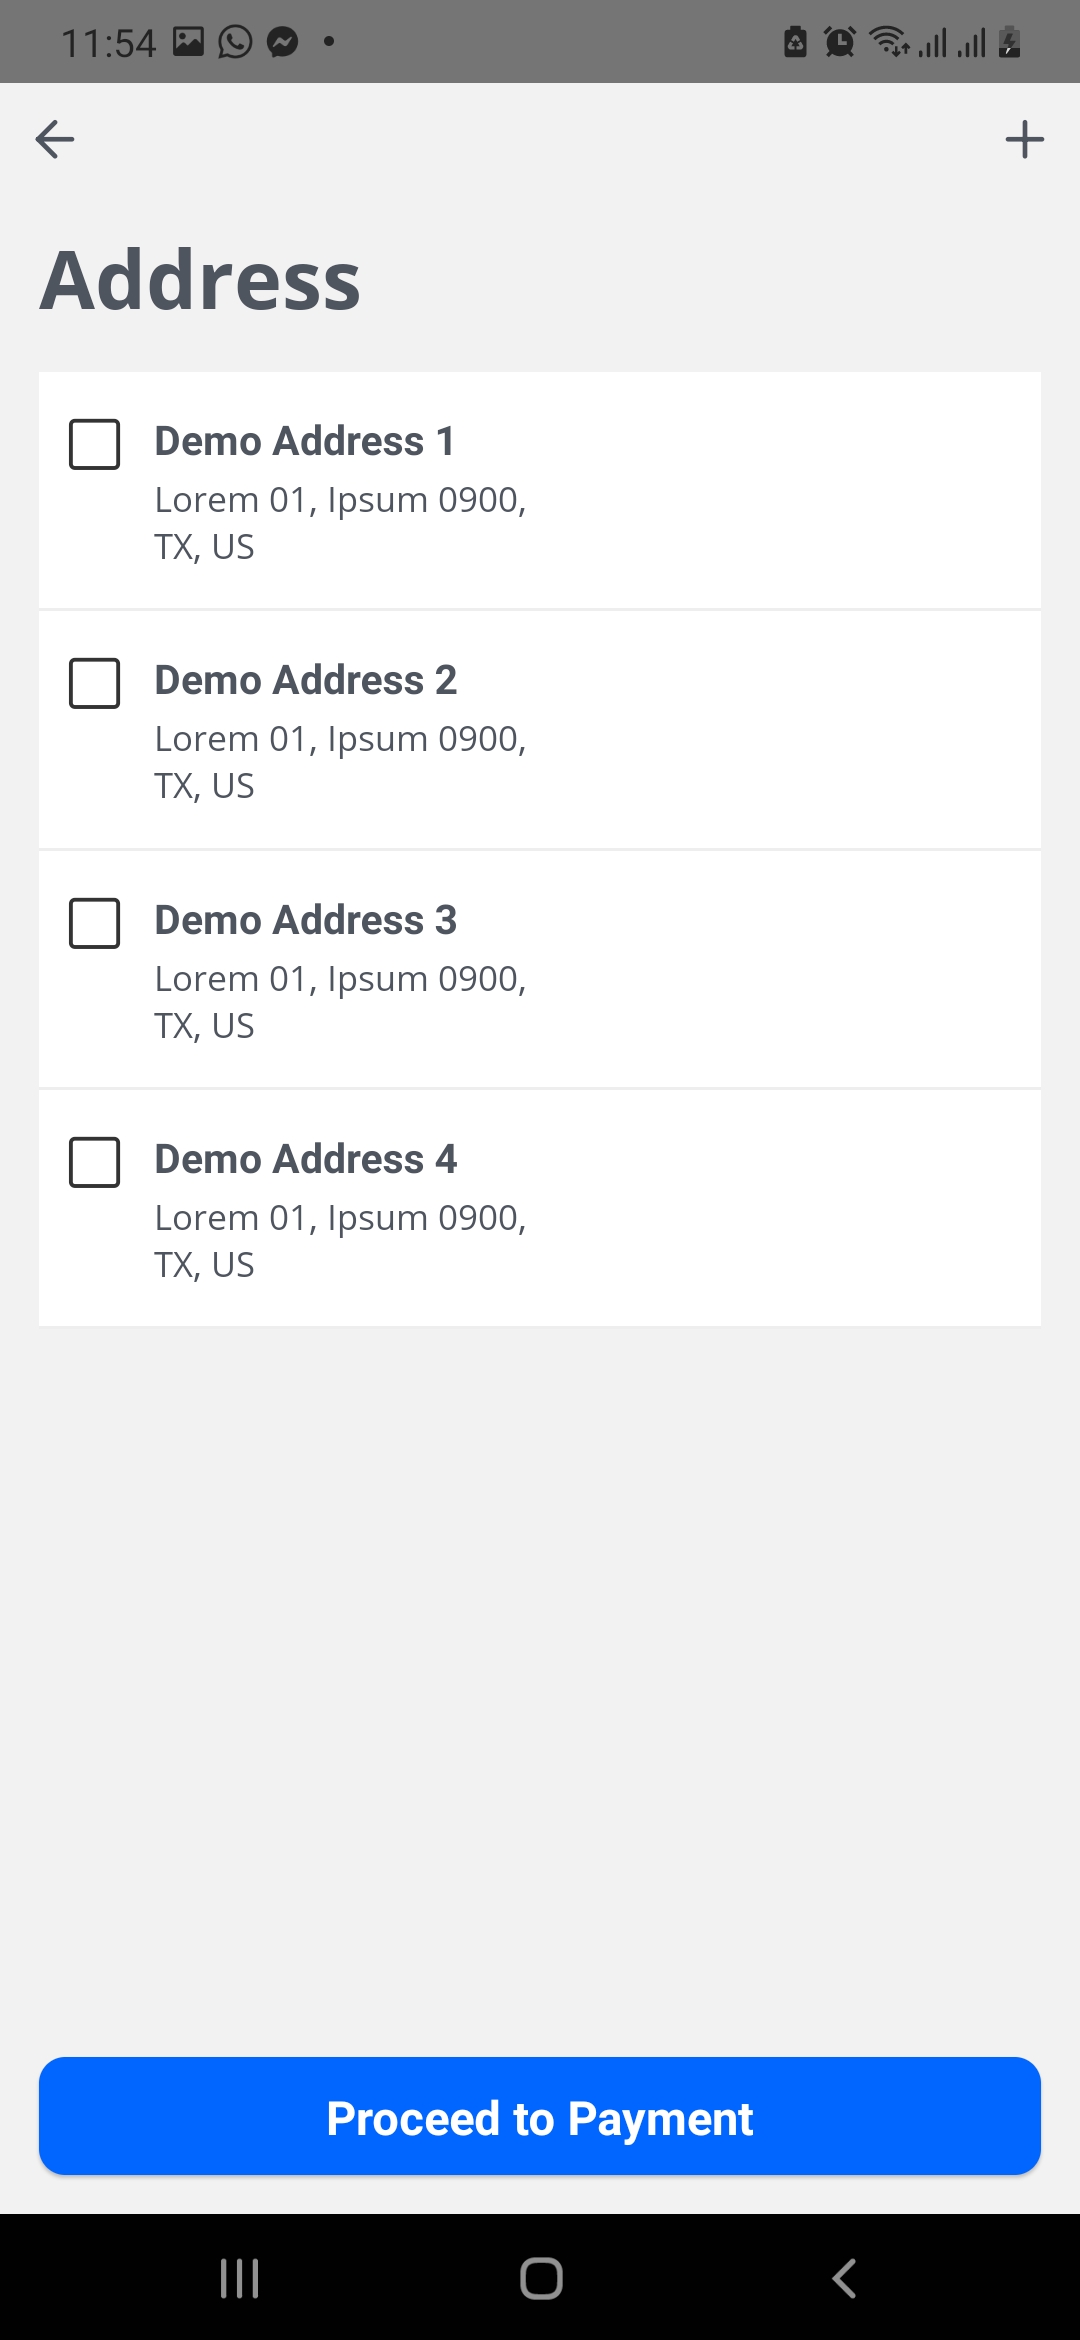 11:54
Address
Demo Address 1
Lorem 01, Ipsum 0900,
TX, US
Demo Address 2
Lorem 01, Ipsum 0900,
TX, US
Demo Address 3
Lorem 01, Ipsum 0900,
TX, US
Demo Address 4
Lorem 01, Ipsum 0900,
TX, US
Proceed to Payment